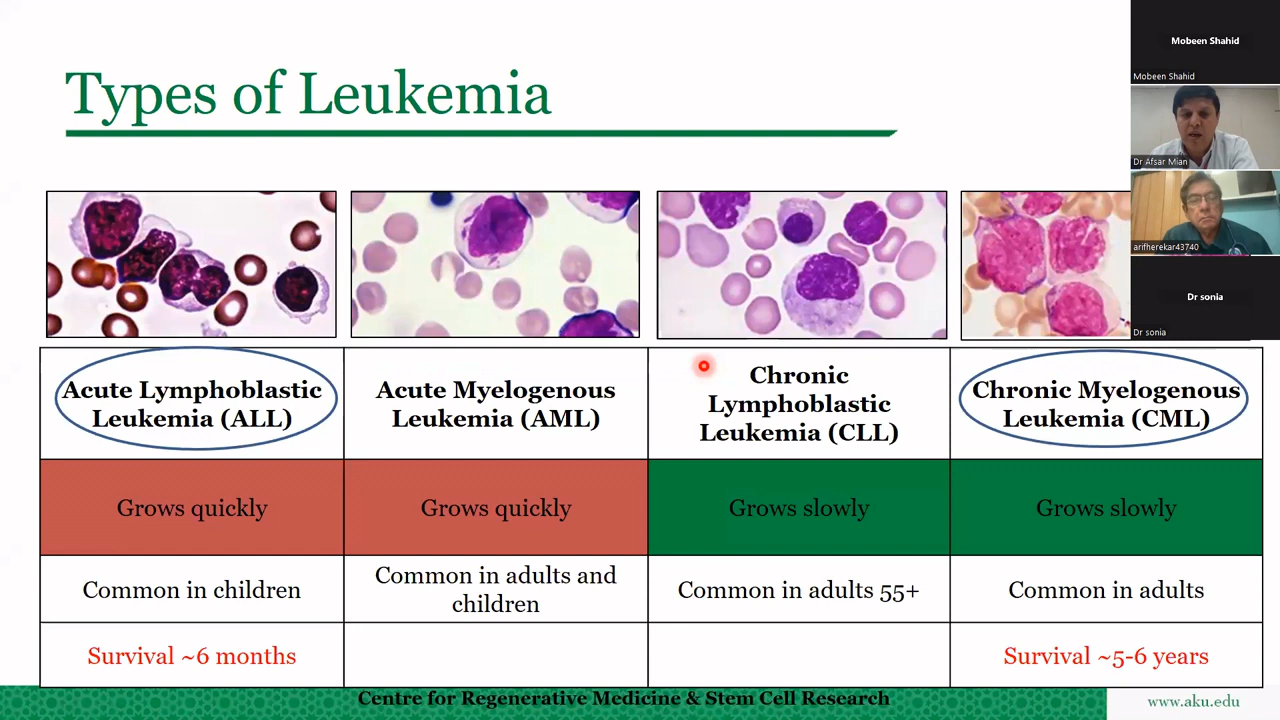 Types of Leukemia
Mobeen Shahid
Mobeen Shahid
Dr Afsar Mian
arifherekar43740
Dr sonia
Dr sonia
Acute Lymphoblastic
Leukemia (ALL)
Acute Myelogenous
Leukemia (AML)
Chronic
Lymphoblastic
Leukemia (CLL)
Chronic Myelogenous
Leukemia (CML)
Grows quickly
Grows quickly
Grows slowly
Grows slowly
Common in children
Common in adults and
children
Common in adults 55+
Common in adults
Survival ~6 months
Survival ~5-6 years
Centre for Regenerative Medicine & Stem Cell Research
www.aku.edu